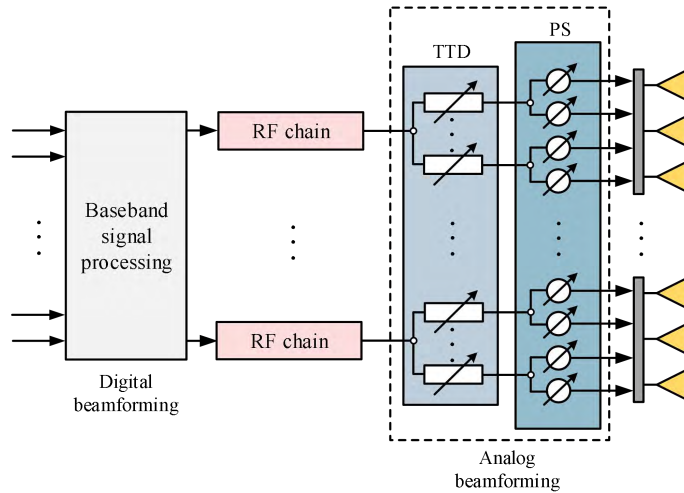 PS
TTD
RF chain
Baseband
signal
processing
RF chain
Digital
beamforming
Analog
beamforming